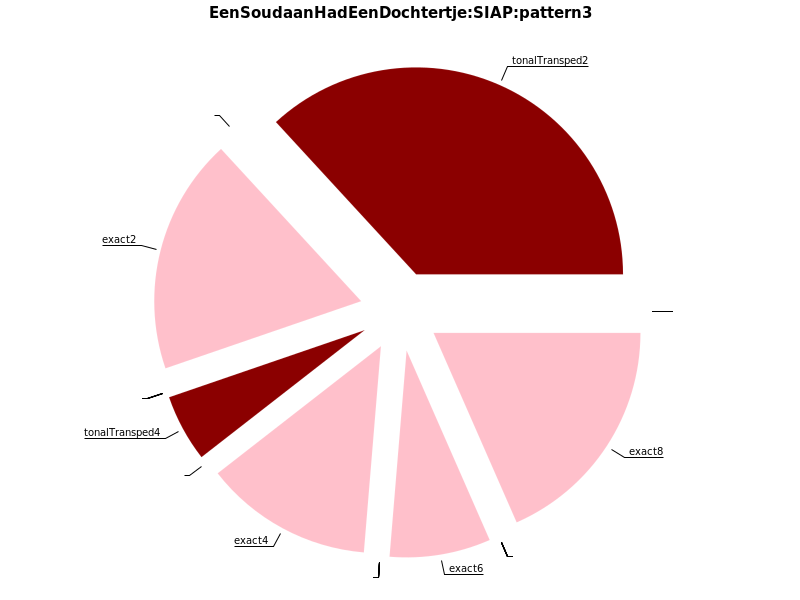 EenSoudaanHadEenDochtertje:SIAP:pattern3
tonalTransped2
exact2
tonalTransped4
exact8
exact4
exact6